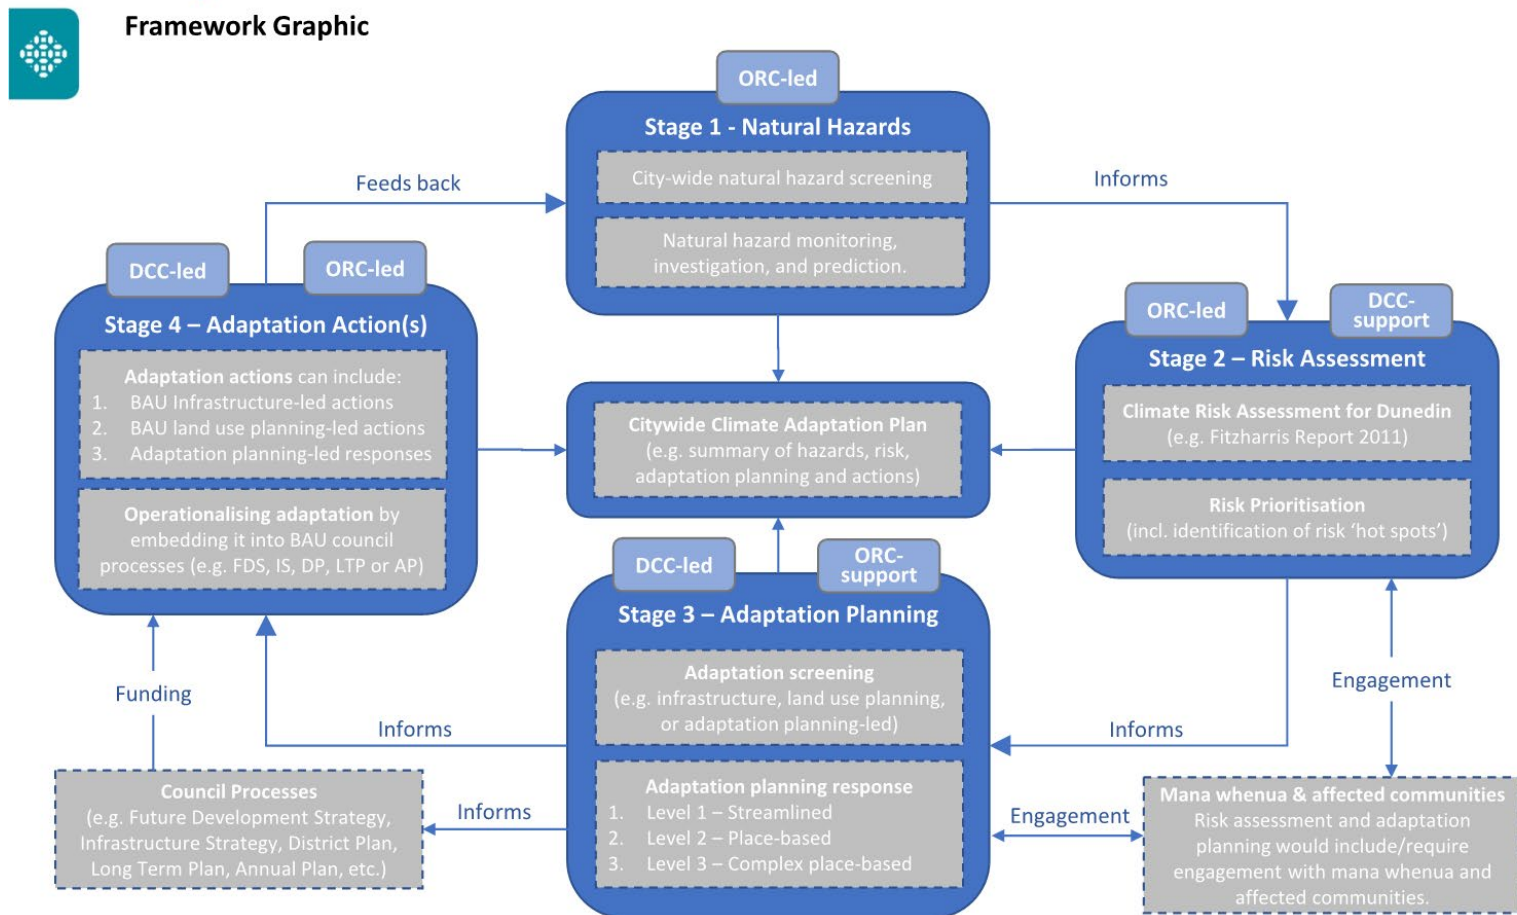 Framework Graphic
ORC-led
Stage 1 - Natural Hazards
City-wide natural hazard screening
Natural hazard monitoring,
investigation, and prediction.
Feeds back
Informs
DCC-led
ORC-led
Stage 4 – Adaptation Action(s)
Adaptation actions can include:
1. BAU Infrastructure-led actions
2. BAU land use planning-led actions
3. Adaptation planning-led responses
Operationalising adaptation by
embedding it into BAU council
processes (e.g. FDS, IS, DP, LTP or AP)
Citywide Climate Adaptation Plan
(e.g. summary of hazards, risk,
adaptation planning and actions)
ORC-led
DCC-
support
Stage 2 – Risk Assessment
Climate Risk Assessment for Dunedin
(e.g. Fitzharris Report 2011)
Risk Prioritisation
(incl. identification of risk ‘hot spots’)
DCC-led
ORC-
support
Stage 3 – Adaptation Planning
Adaptation screening
(e.g. infrastructure, land use planning,
or adaptation planning-led)
Adaptation planning response
1. Level 1 – Streamlined
2. Level 2 – Place-based
3. Level 3 – Complex place-based
Funding
Informs
Informs
Engagement
Informs
Engagement
Council Processes
(e.g. Future Development Strategy,
Infrastructure Strategy, District Plan,
Long Term Plan, Annual Plan, etc.)
Mana whenua & affected communities
Risk assessment and adaptation
planning would include/require
engagement with mana whenua and
affected communities.